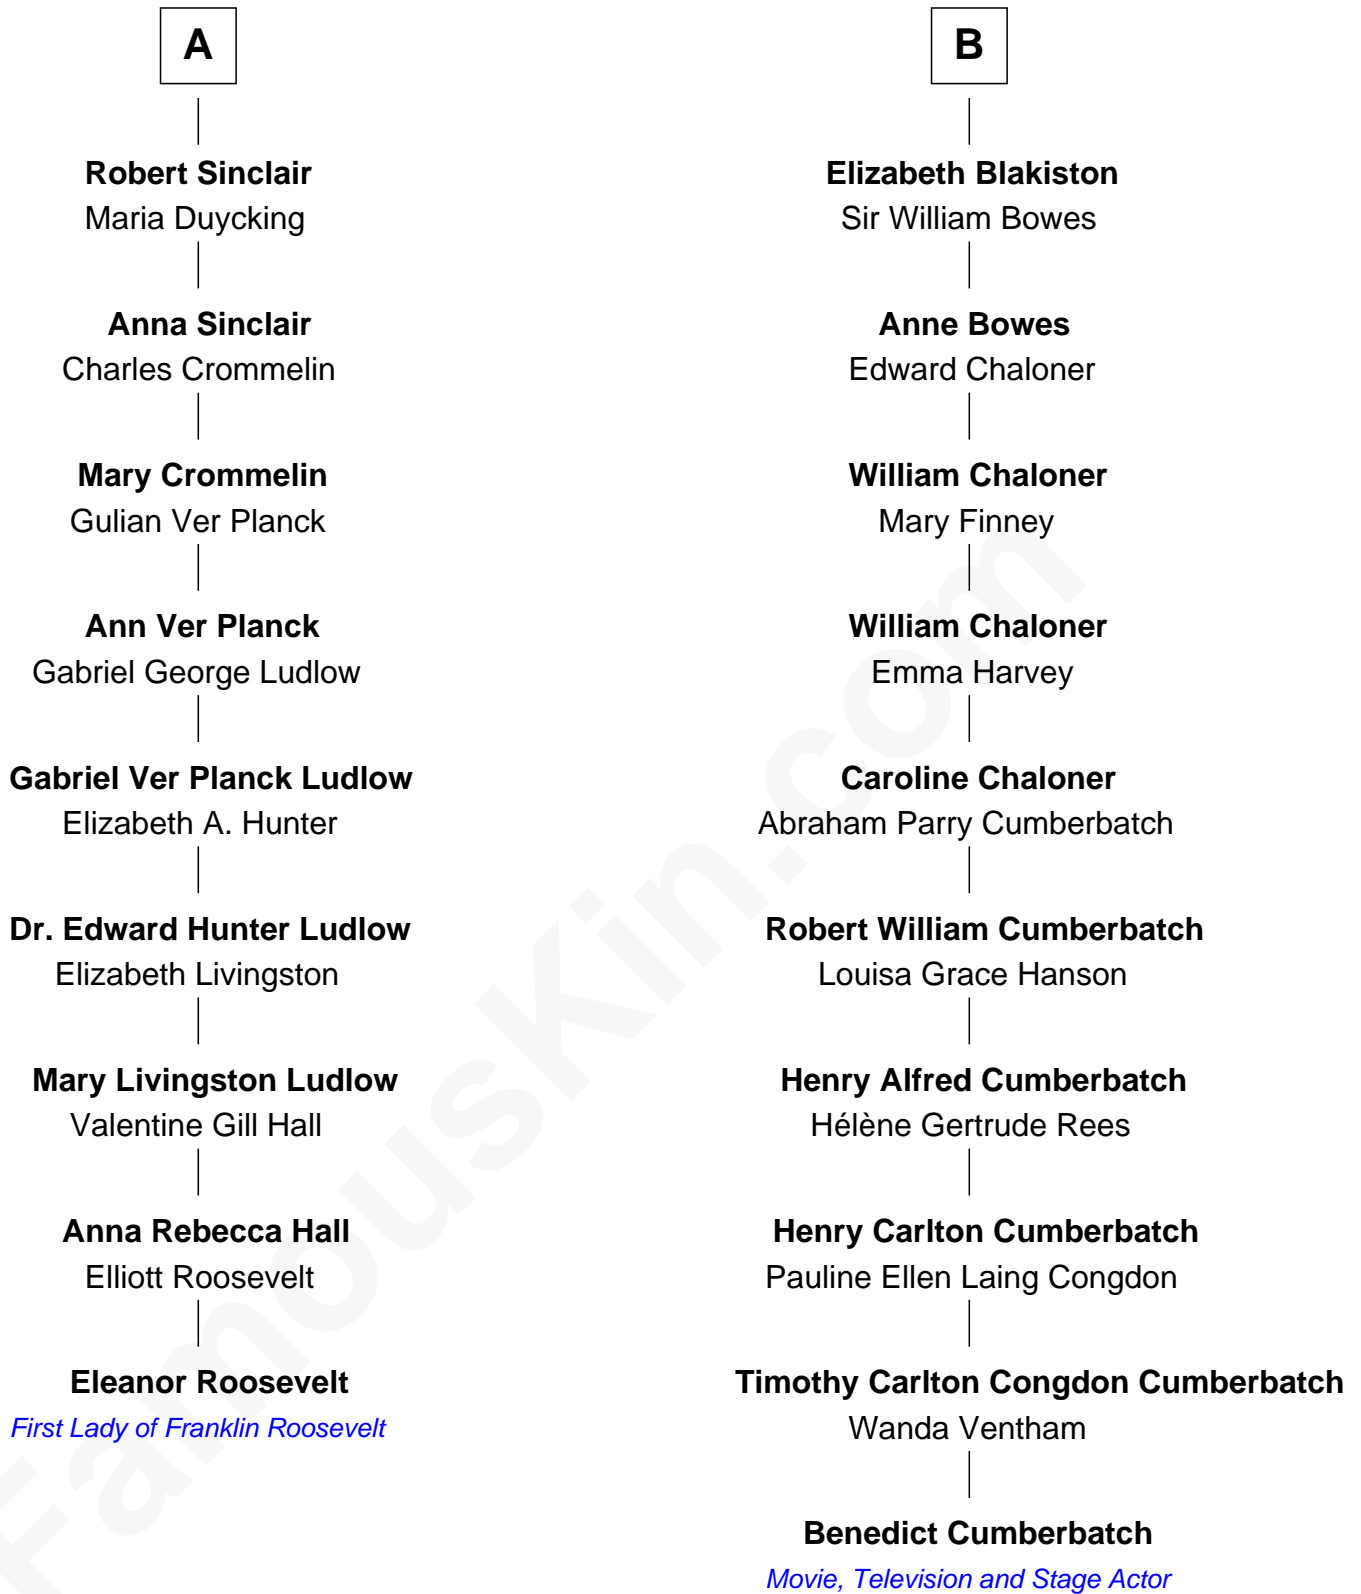 A
Robert Sinclair
Maria Duycking
Anna Sinclair
Charles Crommelin
Mary Crommelin
Gulian Ver Planck
Ann Ver Planck
Gabriel George Ludlow
Gabriel Ver Planck Ludlow
Elizabeth A. Hunter
Dr. Edward Hunter Ludlow
Elizabeth Livingston
Mary Livingston Ludlow
Valentine Gill Hall
Anna Rebecca Hall
Elliott Roosevelt
Eleanor Roosevelt
First Lady of Franklin Roosevelt
B
Elizabeth Blakiston
Sir William Bowes
Anne Bowes
Edward Chaloner
William Chaloner
Mary Finney
William Chaloner
Emma Harvey
Caroline Chaloner
Abraham Parry Cumberbatch
Robert William Cumberbatch
Louisa Grace Hanson
Henry Alfred Cumberbatch
Hélène Gertrude Rees
Henry Carlton Cumberbatch
Pauline Ellen Laing Congdon
Timothy Carlton Congdon Cumberbatch
Wanda Ventham
Benedict Cumberbatch
Movie, Television and Stage Actor
FamousKin.com